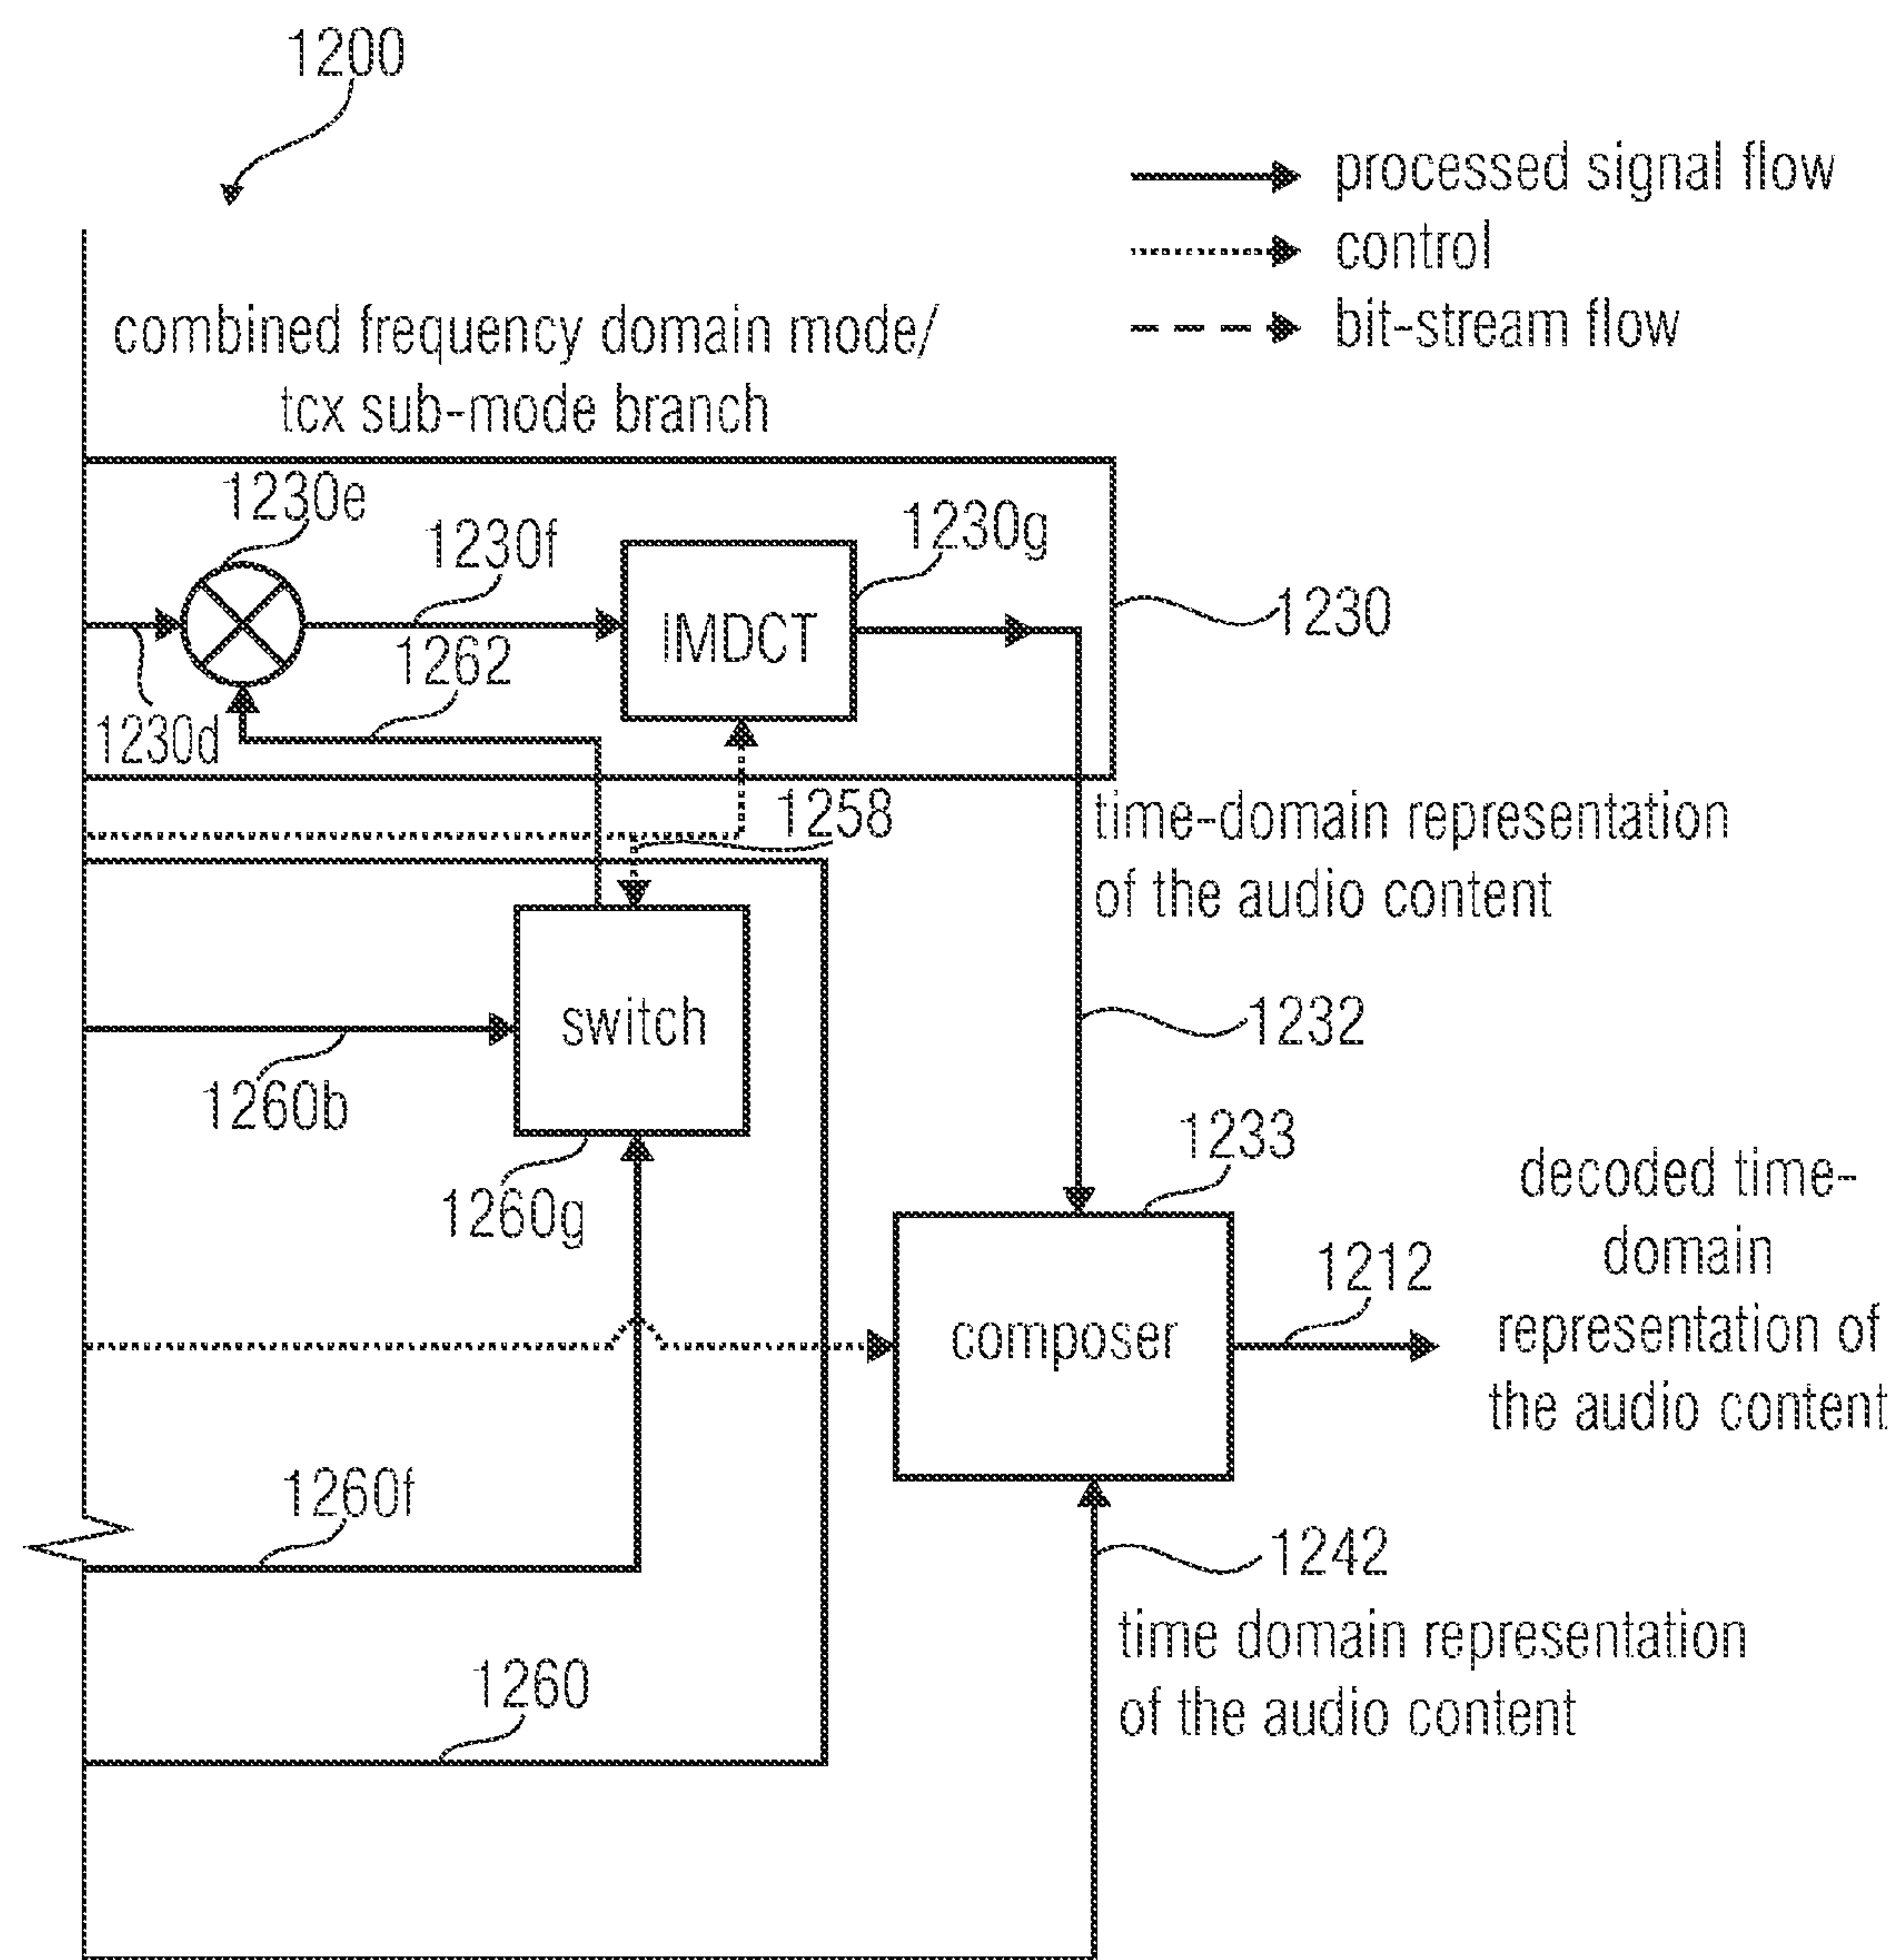 1200
processed signal flow
control
bit-stream flow
combined frequency domain mode/
tcx sub-mode branch
1230e
1230f
1230g
IMDCT
1230
1262
1230d
1258
time-domain representation
of the audio content
switch
1232
1260b
1233
1260g
decoded time-
domain
representation of
the audio content
1212
composer
1260f
1242
time domain representation
of the audio content
1260